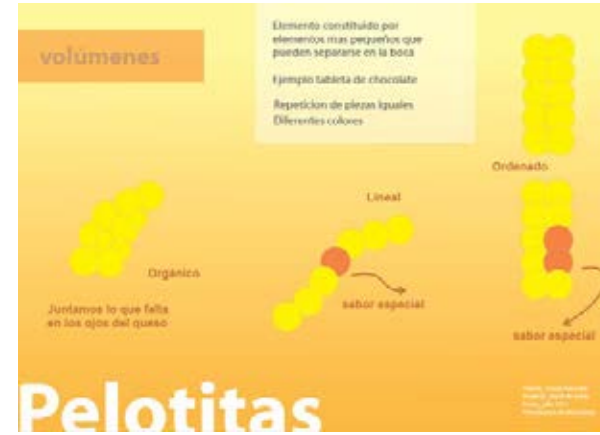 volúmenes
Elemento constituido por
elementos mas pequeños que
pueden separarse en la boca
Ejemplo tableta de chocolate
Repeticion de piezas iguales
Diferentes colores
Ordenado
Lineal
Organico
sabor especial
Juntamos lo que falta
en los ojos del queso
sabor especial
Pelotitas